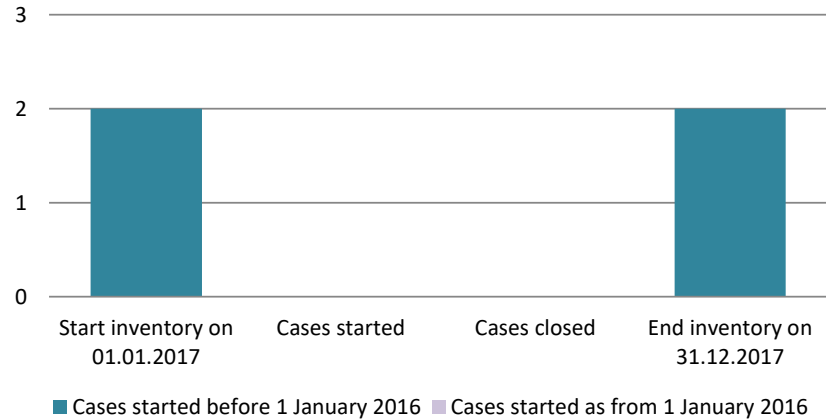 3
2
1
0
Start inventory on
01.01.2017
Cases started
Cases closed
End inventory on
31.12.2017
Cases started before 1 January 2016 Cases started as from 1 January 2016